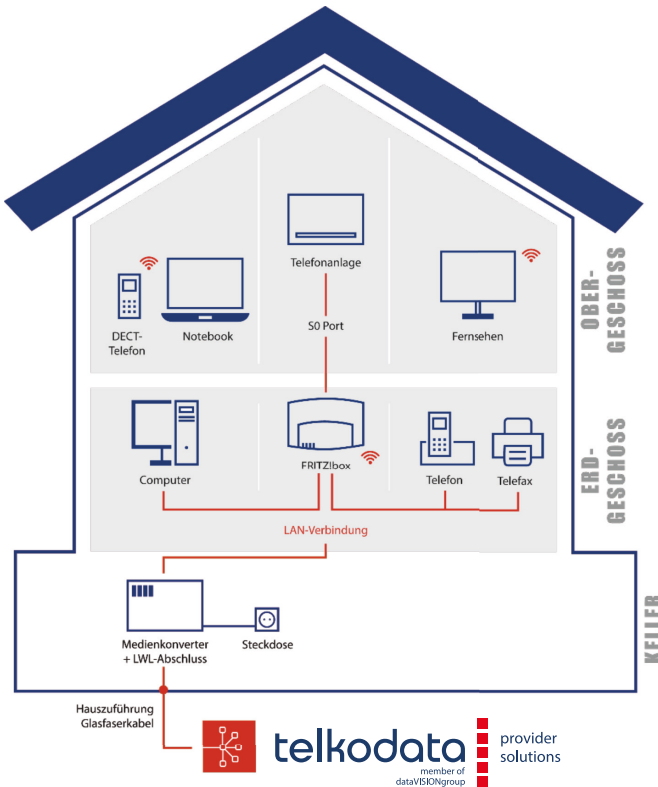 Telefonanlage
S0 Port
DECT-
Telefon
Notebook
Fernsehen
OBER-
GESCHOSS
Computer
FRITZ!box
Telefon
Telefax
ERD-
GESCHOSS
LAN-Verbindung
Medienkonverter
+ LWL-Abschluss
Steckdose
KELLER
Hauszuführung
Glasfaserkabel
telkodata
member of
dataVISIONgroup
provider
solutions